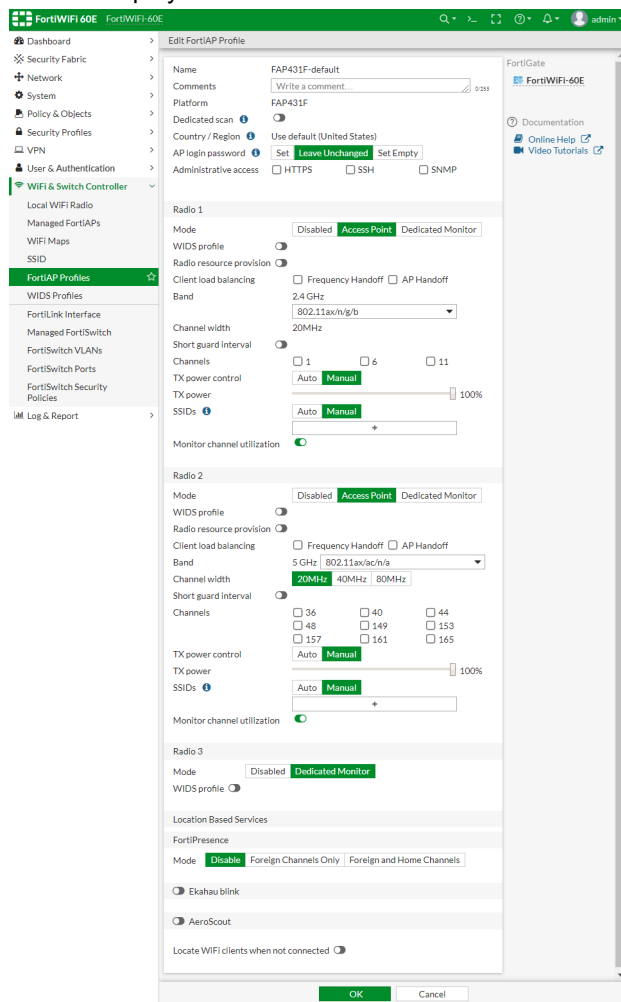 FortiWiFi 60E FortiWiFi-60E admin
Dashboard
Security Fabric
Network
System
Policy & Objects
Security Profiles
VPN
User & Authentication
WiFi & Switch Controller
Local WiFi Radio
Managed FortiAPs
WiFi Maps
SSID
FortiAP Profiles
WIDS Profiles
FortiLink Interface
Managed FortiSwitch
FortiSwitch VLANs
FortiSwitch Ports
FortiSwitch Security
Policies
Log & Report
Edit FortiAP Profile
Name FAP431F-default
Comments Write a comment... 0/255
Platform FAP431F
Dedicated scan
Country / Region Use default (United States)
AP login password Set Leave Unchanged Set Empty
Administrative access HTTPS SSH SNMP
Radio 1
Mode Disabled Access Point Dedicated Monitor
WIDS profile
Radio resource provision
Client load balancing Frequency Handoff AP Handoff
Band 2.4 GHz
802.11ax/n/g/b
Channel width 20MHz
Short guard interval
Channels 1 6 11
TX power control Auto Manual
TX power 100%
SSIDs Auto Manual
+
Monitor channel utilization
Radio 2
Mode Disabled Access Point Dedicated Monitor
WIDS profile
Radio resource provision
Client load balancing Frequency Handoff AP Handoff
Band 5 GHz 802.11ax/ac/n/a
Channel width 20MHz 40MHz 80MHz
Short guard interval
Channels 36 40 44
48 149 153
157 161 165
TX power control Auto Manual
TX power 100%
SSIDs Auto Manual
+
Monitor channel utilization
Radio 3
Mode Disabled Dedicated Monitor
WIDS profile
Location Based Services
FortiPresence
Mode Disable Foreign Channels Only Foreign and Home Channels
Ekahau blink
AeroScout
Locate WiFi clients when not connected
OK Cancel
FortiGate
FortiWiFi-60E
Documentation
Online Help
Video Tutorials